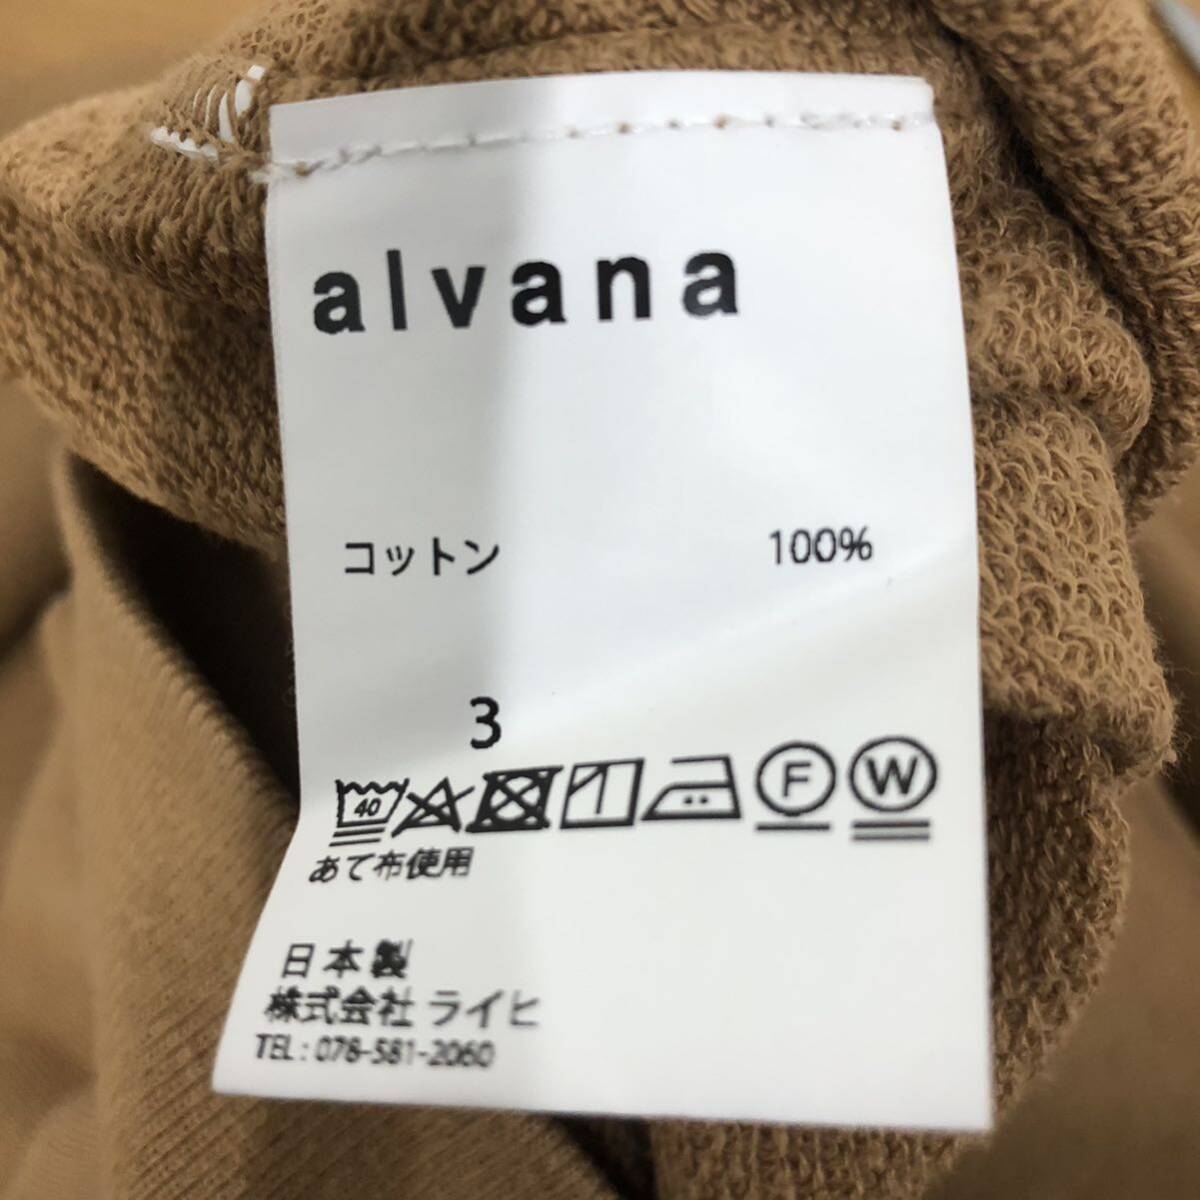 alvana
コットン 100%
3
40 F W
あて布使用
日本製
株式会社 ライヒ
TEL : 078-581-2060